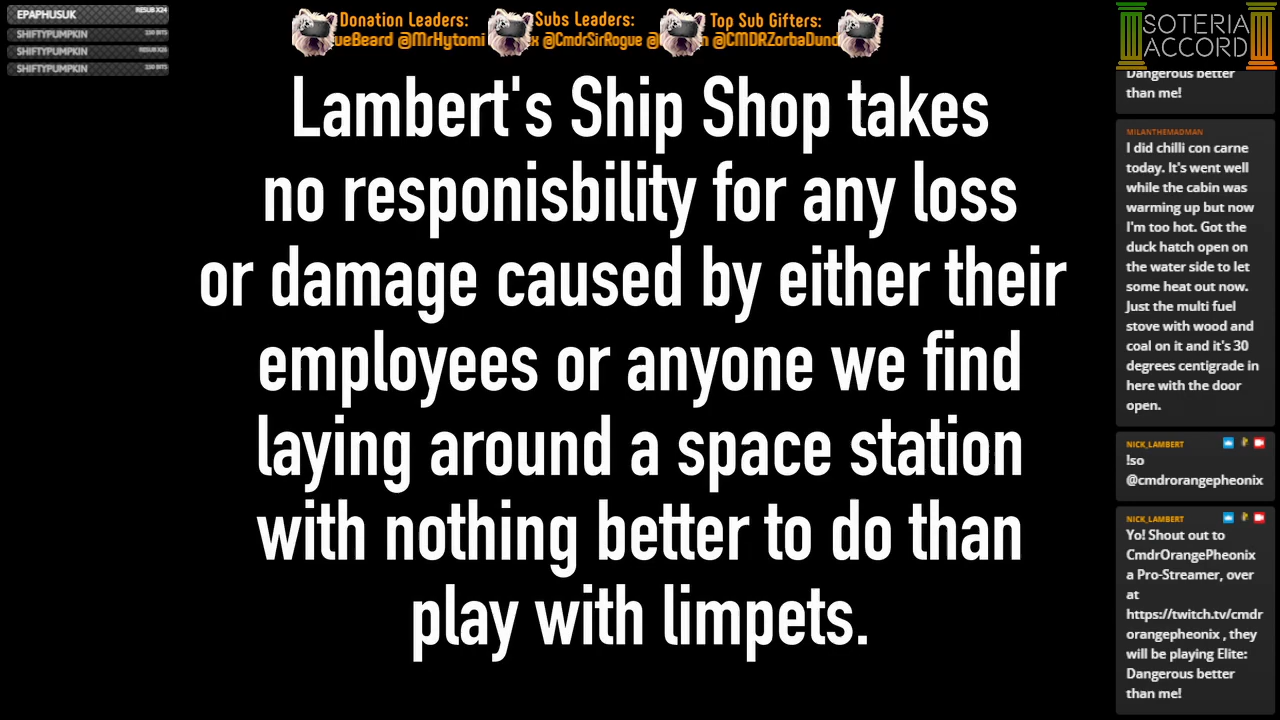 EPAPHUSUK RESUB X24
SHIFTYPUMPKIN
SHIFTYPUMPKIN
SHIFTYPUMPKIN
Donation Leaders:
@MrHytomi
Subs Leaders:
@CmdrSirRogue
Top Sub Gifters:
@CMDRZorbaDund
SOTERIA
ACCORD
Lambert's Ship Shop takes
no responisbility for any loss
or damage caused by either their
employees or anyone we find
laying around a space station
with nothing better to do than
play with limpets.
Dangerous better
than me!
MILANTHEMADMAN
I did chilli con carne
today. It's went well
while the cabin was
warming up but now
I'm too hot. Got the
duck hatch open on
the water side to let
some heat out now.
Just the multi fuel
stove with wood and
coal on it and it's 30
degrees centigrade in
here with the door
open.
NICK_LAMBERT
!so
@cmdrorangepheonix
NICK_LAMBERT
Yo! Shout out to
CmdrOrangePheonix
a Pro-Streamer, over
at
https://twitch.tv/cmdr
orangepheonix , they
will be playing Elite:
Dangerous better
than me!